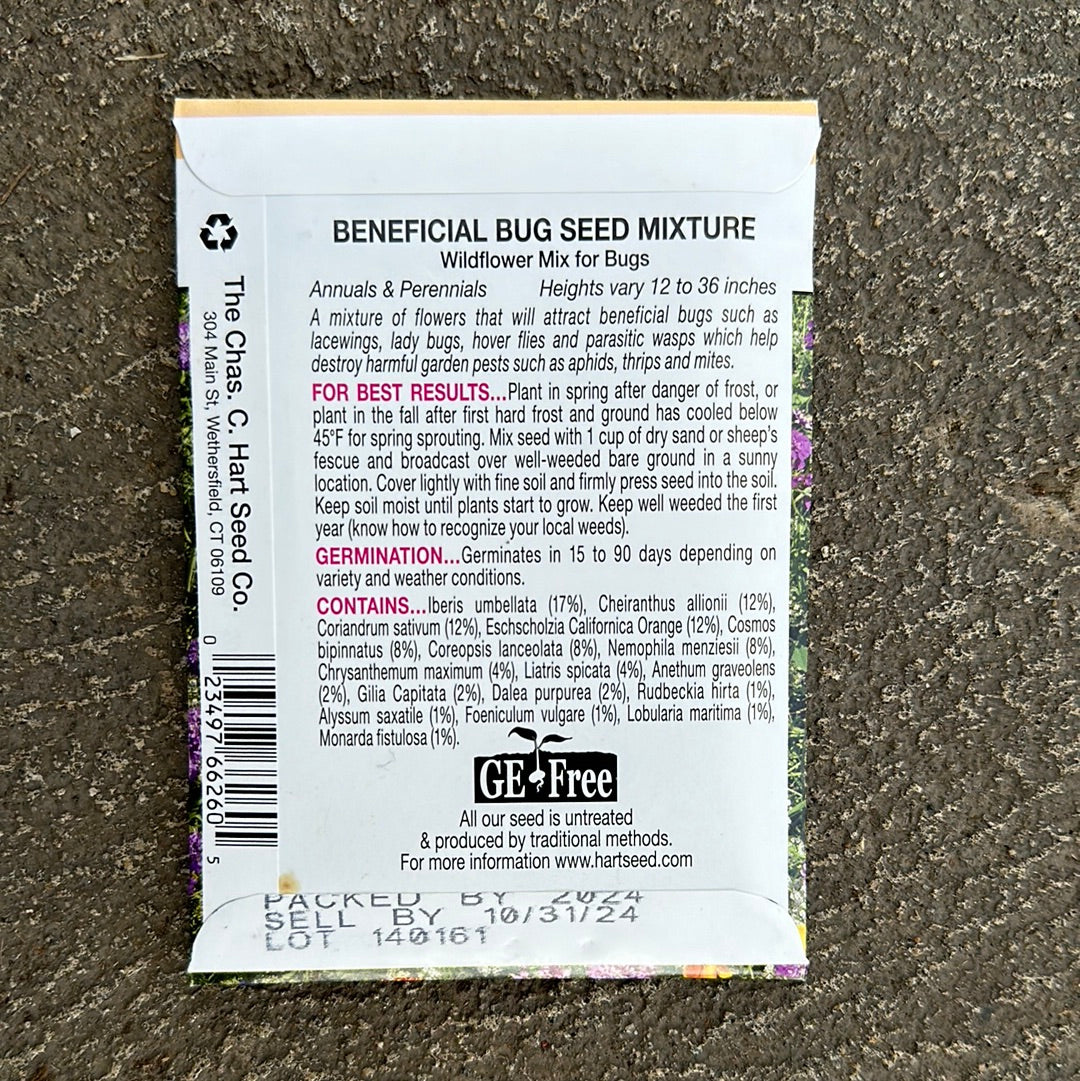 BENEFICIAL BUG SEED MIXTURE
Wildflower Mix for Bugs
Annuals & Perennials Heights vary 12 to 36 inches
A mixture of flowers that will attract beneficial bugs such as
lacewings, lady bugs, hover flies and parasitic wasps which help
destroy harmful garden pests such as aphids, thrips and mites.
FOR BEST RESULTS...Plant in spring after danger of frost, or
plant in the fall after first hard frost and ground has cooled below
45°F for spring sprouting. Mix seed with 1 cup of dry sand or sheep's
fescue and broadcast over well-weeded bare ground in a sunny
location. Cover lightly with fine soil and firmly press seed into the soil.
Keep soil moist until plants start to grow. Keep well weeded the first
year (know how to recognize your local weeds).
GERMINATION...Germinates in 15 to 90 days depending on
variety and weather conditions.
CONTAINS...Iberis umbellata (17%), Cheiranthus allionii (12%),
Coriandrum sativum (12%), Eschscholzia Californica Orange (12%), Cosmos
bipinnatus (8%), Coreopsis lanceolata (8%), Nemophila menziesii (8%),
Chrysanthemum maximum (4%), Liatris spicata (4%), Anethum graveolens
(2%), Gilia Capitata (2%), Dalea purpurea (2%), Rudbeckia hirta (1%),
Alyssum saxatile (1%), Foeniculum vulgare (1%), Lobularia maritima (1%),
Monarda fistulosa (1%).
GE Free
All our seed is untreated
& produced by traditional methods.
For more information www.hartseed.com
The Chas. C. Hart Seed Co.
304 Main St, Wethersfield, CT 06109
0 23497 66260 5
PACKED BY 2024
SELL BY 10/31/24
LOT 140161